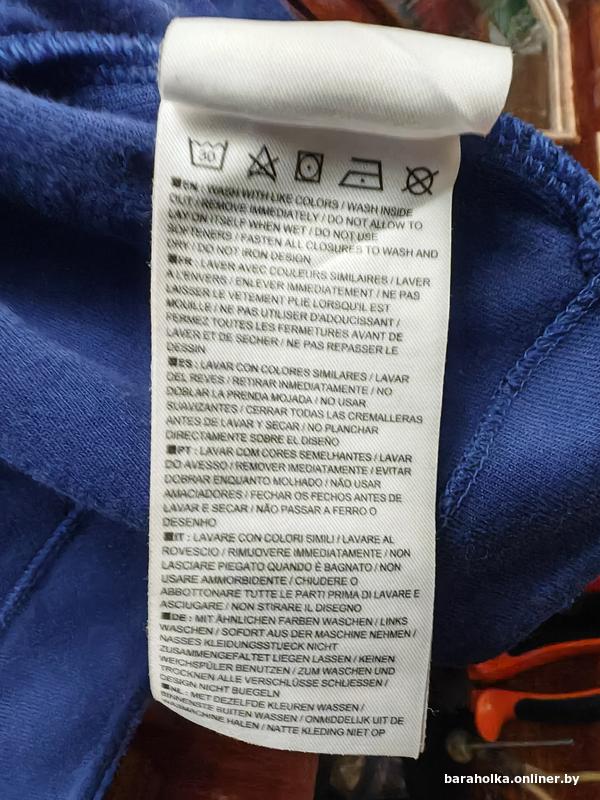 30
EN : WASH WITH LIKE COLORS / WASH INSIDE
OUT / REMOVE IMMEDIATELY / DO NOT ALLOW TO
LAY ON ITSELF WHEN WET / DO NOT USE
SOFTENERS / FASTEN ALL CLOSURES TO WASH AND
DRY / DO NOT IRON DESIGN
FR : LAVER AVEC COULEURS SIMILAIRES / LAVER
A L'ENVERS / ENLEVER IMMEDIATEMENT / NE PAS
LAISSER LE VETEMENT PLIE LORSQU'IL EST
MOUILLE / NE PAS UTILISER D'ADOUCISSANT /
FERMEZ TOUTES LES FERMETURES AVANT DE
LAVER ET DE SECHER / NE PAS REPASSER LE
DESSIN
ES : LAVAR CON COLORES SIMILARES / LAVAR
DEL REVES / RETIRAR INMEDIATAMENTE / NO
DOBLAR LA PRENDA MOJADA / NO USAR
SUAVIZANTES / CERRAR TODAS LAS CREMALLERAS
ANTES DE LAVAR Y SECAR / NO PLANCHAR
DIRECTAMENTE SOBRE EL DISEÑO
PT : LAVAR COM CORES SEMELHANTES / LAVAR
DO AVESSO / REMOVER IMEDIATAMENTE / EVITAR
DOBRAR ENQUANTO MOLHADO / NÃO USAR
AMACIADORES / FECHAR OS FECHOS ANTES DE
LAVAR E SECAR / NÃO PASSAR A FERRO O
DESENHO
IT : LAVARE CON COLORI SIMILI / LAVARE AL
ROVESCIO / RIMUOVERE IMMEDIATAMENTE / NON
LASCIARE PIEGATO QUANDO È BAGNATO / NON
USARE AMMORBIDENTE / CHIUDERE O
ABBOTTONARE TUTTE LE PARTI PRIMA DI LAVARE E
ASCIUGARE / NON STIRARE IL DISEGNO
DE : MIT ÄHNLICHEN FARBEN WASCHEN / LINKS
WASCHEN / SOFORT AUS DER MASCHINE NEHMEN /
NASSES KLEIDUNGSSTUECK NICHT
ZUSAMMENGEFALTET LIEGEN LASSEN / KEINEN
WEICHSPÜLER BENUTZEN / ZUM WASCHEN UND
TROCKNEN ALLE VERSCHLÜSSE SCHLIESSEN /
DESIGN NICHT BUEGELN
NL : MET DEZELFDE KLEUREN WASSEN /
BINNENSTE BUITEN WASSEN / ONMIDDELIJK UIT DE
WASMACHINE HALEN / NATTE KLEDING NIET OP
baraholka.onliner.by